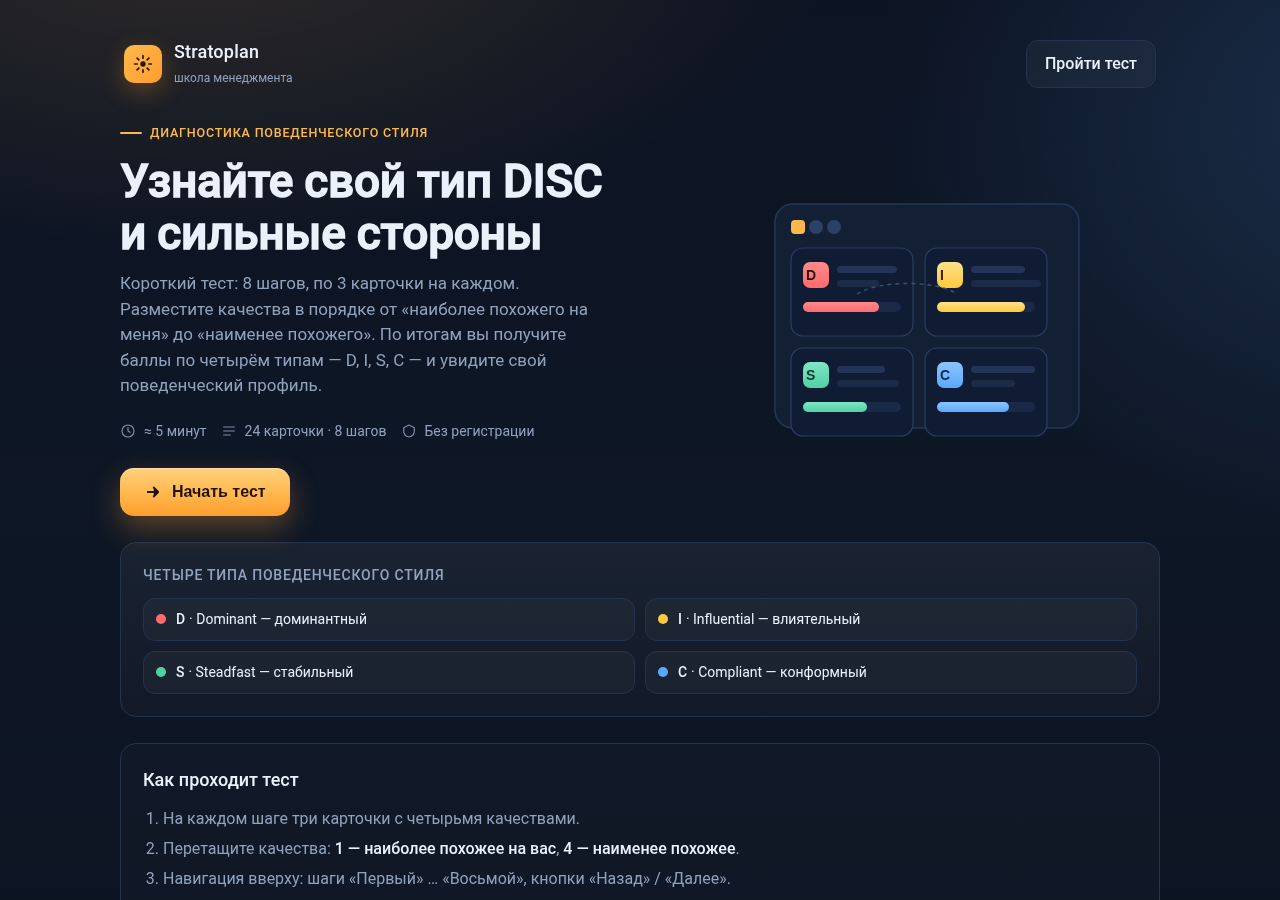 Stratoplan
школа менеджмента
Пройти тест
ДИАГНОСТИКА ПОВЕДЕНЧЕСКОГО СТИЛЯ
Узнайте свой тип DISC
и сильные стороны
Короткий тест: 8 шагов, по 3 карточки на каждом.
Разместите качества в порядке от «наиболее похожего на
меня» до «наименее похожего». По итогам вы получите
баллы по четырём типам — D, I, S, C — и увидите свой
поведенческий профиль.
≈ 5 минут
24 карточки · 8 шагов
Без регистрации
Начать тест
D
I
S
C
ЧЕТЫРЕ ТИПА ПОВЕДЕНЧЕСКОГО СТИЛЯ
D · Dominant — доминантный
I · Influential — влиятельный
S · Steadfast — стабильный
C · Compliant — конформный
Как проходит тест
1. На каждом шаге три карточки с четырьмя качествами.
2. Перетащите качества: 1 — наиболее похожее на вас, 4 — наименее похожее.
3. Навигация вверху: шаги «Первый» … «Восьмой», кнопки «Назад» / «Далее».